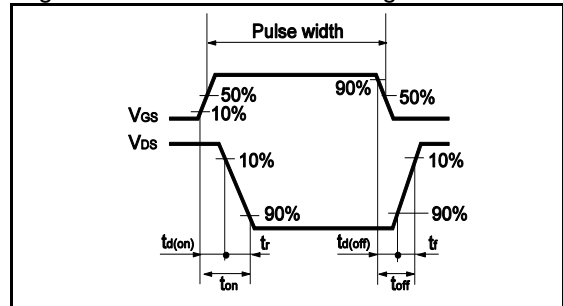 Pulse width
90%
50%
50%
10%
VGS
VDS
10%
10%
90%
90%
td(on)
tr
td(off)
tf
ton
toff